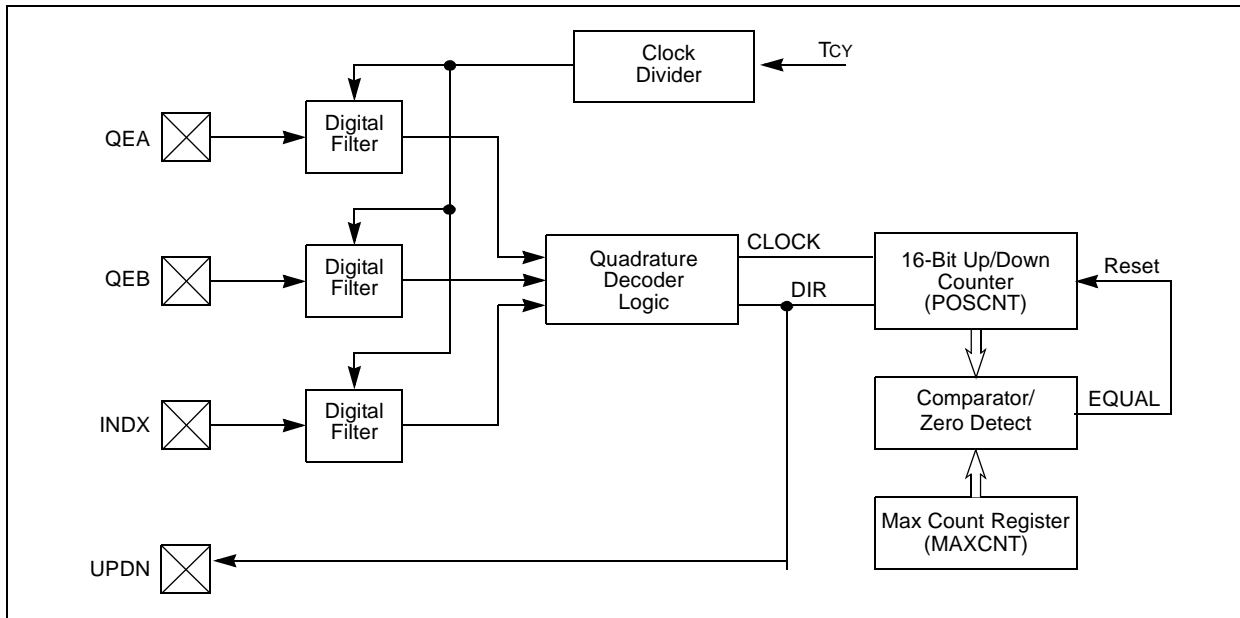 Clock
Divider
TCY
QEA
Digital
Filter
QEB
Digital
Filter
Quadrature
Decoder
Logic
CLOCK
DIR
16-Bit Up/Down
Counter
(POSCNT)
Reset
INDX
Digital
Filter
Comparator/
Zero Detect
EQUAL
Max Count Register
(MAXCNT)
UPDN